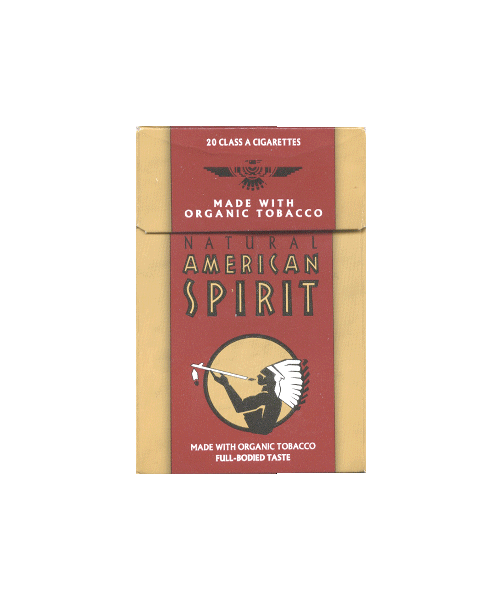 20 CLASS A CIGARETTES
MADE WITH
ORGANIC TOBACCO
NATURAL
AMERICAN
SPIRIT
MADE WITH ORGANIC TOBACCO
FULL-BODIED TASTE